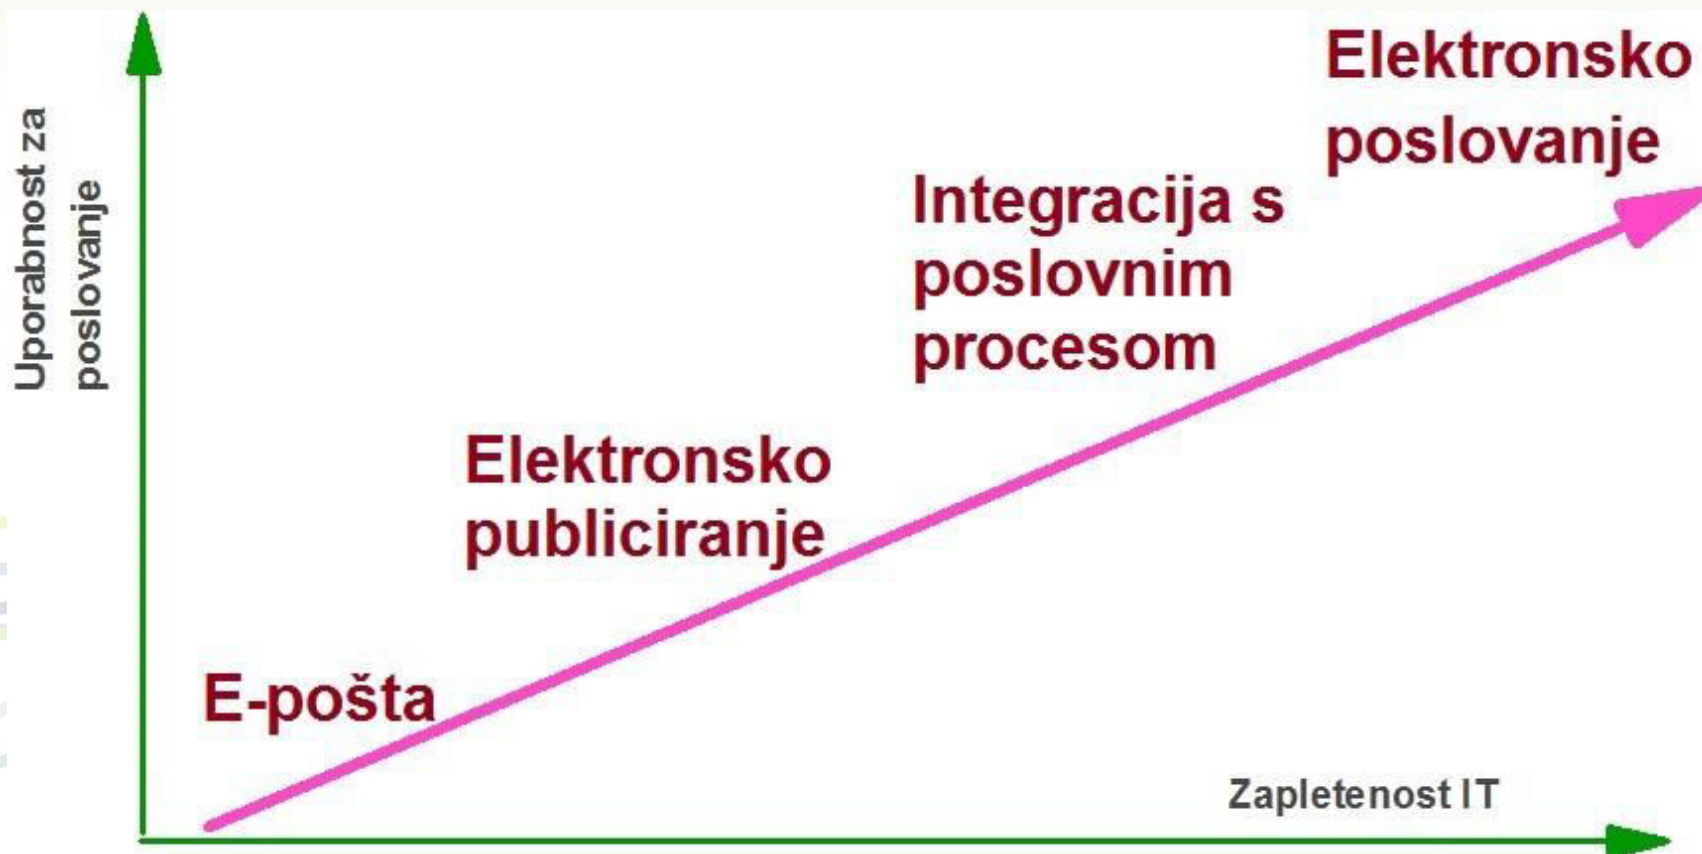 Uporabnost za
poslovanje
Elektronsko
poslovanje
Integracija s
poslovnim
procesom
Elektronsko
publiciranje
E-pošta
Zapletenost IT